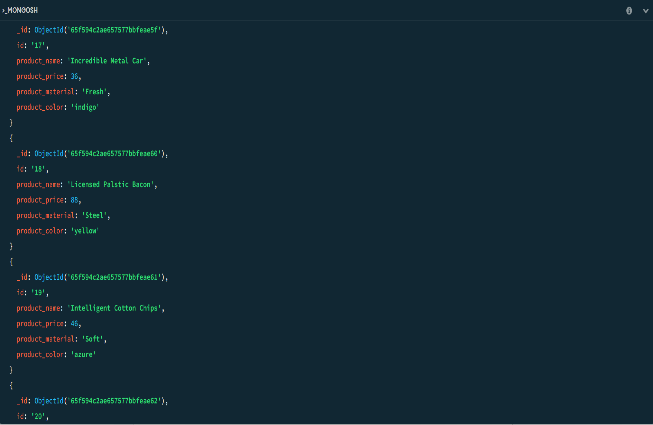 >_MONGOSH
_id: ObjectId('65f594c2ae657577bbfeae5f'),
id: '17',
product_name: 'Incredible Metal Car',
product_price: 36,
product_material: 'Fresh',
product_color: 'indigo'
}
{
_id: ObjectId('65f594c2ae657577bbfeae60'),
id: '18',
product_name: 'Licensed Palstic Bacon',
product_price: 88,
product_material: 'Steel',
product_color: 'yellow'
}
{
_id: ObjectId('65f594c2ae657577bbfeae61'),
id: '19',
product_name: 'Intelligent Cotton Chips',
product_price: 46,
product_material: 'Soft',
product_color: 'azure'
}
{
_id: ObjectId('65f594c2ae657577bbfeae62'),
id: '20',